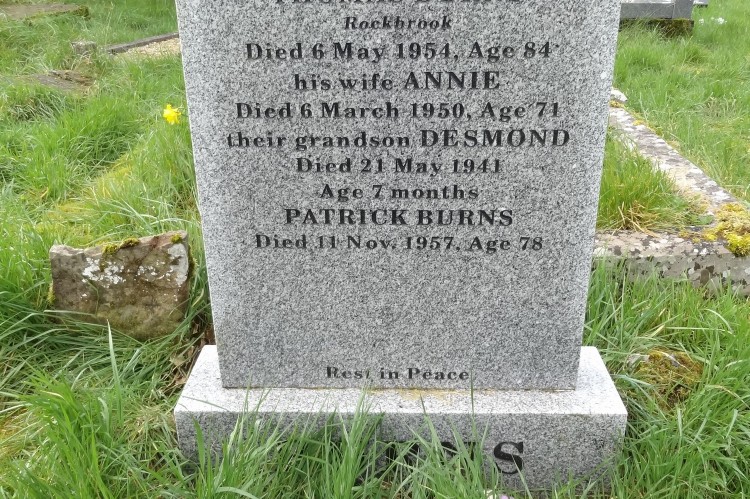 Rockbrook
Died 6 May 1954, Age 84
his wife ANNIE
Died 6 March 1950, Age 71
their grandson DESMOND
Died 21 May 1941
Age 7 months
PATRICK BURNS
Died 11 Nov. 1957, Age 78
Rest in Peace